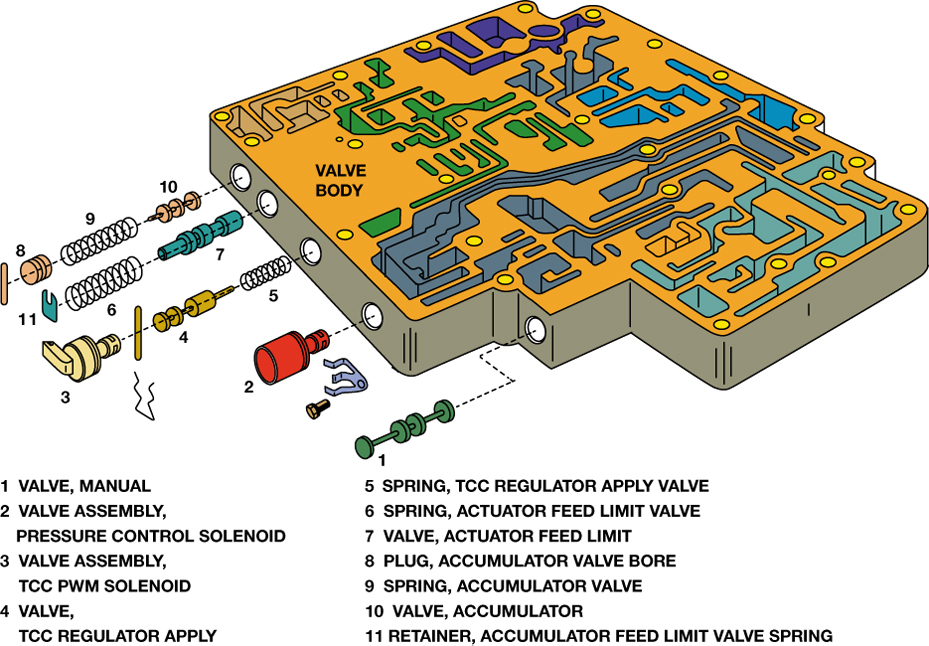 VALVE
BODY
10
9
8
7
11
6
5
4
3
2
1
1 VALVE, MANUAL
2 VALVE ASSEMBLY,
PRESSURE CONTROL SOLENOID
3 VALVE ASSEMBLY,
TCC PWM SOLENOID
4 VALVE,
TCC REGULATOR APPLY
5 SPRING, TCC REGULATOR APPLY VALVE
6 SPRING, ACTUATOR FEED LIMIT VALVE
7 VALVE, ACTUATOR FEED LIMIT
8 PLUG, ACCUMULATOR VALVE BORE
9 SPRING, ACCUMULATOR VALVE
10 VALVE, ACCUMULATOR
11 RETAINER, ACCUMULATOR FEED LIMIT VALVE SPRING